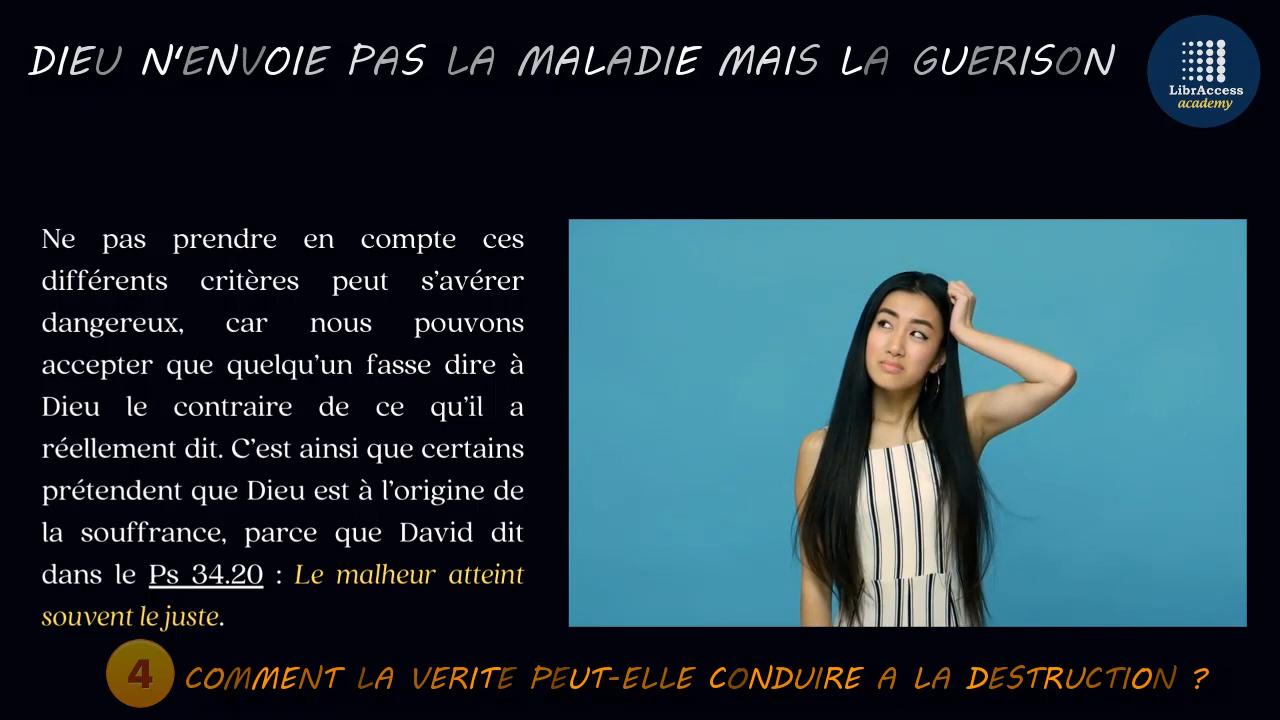 DIEU N'ENVOIE PAS LA MALADIE MAIS LA GUERISON
LibrAccess
academy
Ne pas prendre en compte ces
différents critères peut s’avérer
dangereux, car nous pouvons
accepter que quelqu’un fasse dire à
Dieu le contraire de ce qu’il a
réellement dit. C’est ainsi que certains
prétendent que Dieu est à l’origine de
la souffrance, parce que David dit
dans le Ps 34.20 : Le malheur atteint
souvent le juste.
4 COMMENT LA VERITE PEUT-ELLE CONDUIRE A LA DESTRUCTION ?